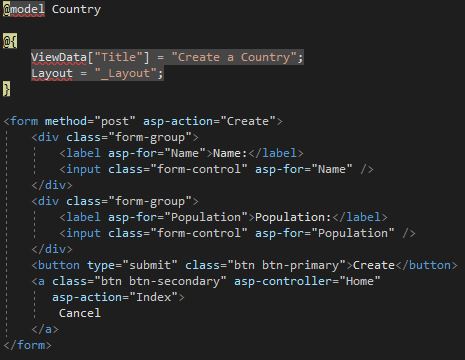 @model Country
@{
ViewData["Title"] = "Create a Country";
Layout = "_Layout";
}
<form method="post" asp-action="Create">
<div class="form-group">
<label asp-for="Name">Name:</label>
<input class="form-control" asp-for="Name" />
</div>
<div class="form-group">
<label asp-for="Population">Population:</label>
<input class="form-control" asp-for="Population" />
</div>
<button type="submit" class="btn btn-primary">Create</button>
<a class="btn btn-secondary" asp-controller="Home"
asp-action="Index">
Cancel
</a>
</form>